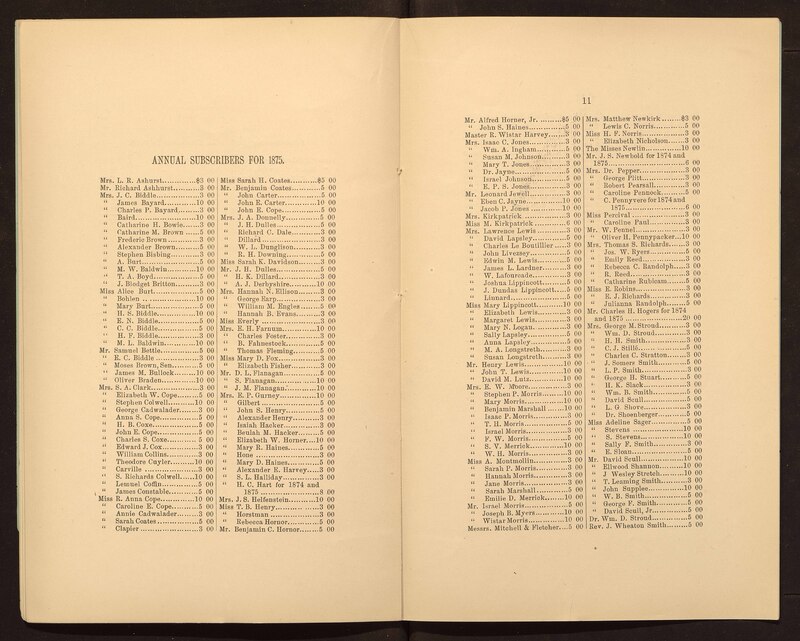 ANNUAL SUBSCRIBERS FOR 1875.
Mrs. L. R. Ashurst..............$3 00
Mr. Richard Ashhurst............3 00
Mrs. J. C. Biddle...............3 00
" James Bayard..............10 00
" Charles P. Bayard.........3 00
" Baird.....................10 00
" Catharine H. Bowie........3 00
" Catharine M. Brown........5 00
" Frederic Brown............3 00
" Alexander Brown...........5 00
" Stephen Bisbing...........3 00
" A. Burt...................5 00
" M. W. Baldwin.............10 00
" T. A. Boyd................3 00
" J. Blodget Britton........3 00
Miss Alice Burt.................5 00
" Bohlen....................10 00
" Mary Burt.................5 00
" H. S. Biddle..............10 00
" E. N. Biddle..............5 00
" C. C. Biddle..............5 00
" H. F. Biddle..............5 00
" M. L. Baldwin.............10 00
Mr. Samuel Bettle...............5 00
" E. C. Biddle..............3 00
" Moses Brown, Sen..........5 00
" James M. Bullock..........10 00
" Oliver Braden.............10 00
Mrs. S. A. Clark................3 00
" Elizabeth W. Cope.........5 00
" Stephen Colwell...........10 00
" George Cadwalader.........3 00
" Anna S. Cope..............5 00
" H. B. Coxe................5 00
" John E. Cope..............5 00
" Charles S. Coxe...........5 00
" Edward J. Cox.............3 00
" William Collins...........3 00
" Theodore Cuyler...........10 00
" Carville..................3 00
" S. Richards Colwell.......10 00
" Lemuel Coffin.............5 00
" James Constable...........5 00
Miss R. Anna Cope...............10 00
" Caroline E. Cope..........5 00
" Annie Cadwalader..........3 00
" Sarah Coates..............5 00
" Clapier...................3 00
Miss Sarah H. Coates............$5 00
Mr. Benjamin Coates.............5 00
" John Carter...............5 00
" John E. Carter............10 00
" John E. Cope..............5 00
Mrs. J. A. Donnelly.............5 00
" J. H. Dulles..............5 00
" Richard C. Dale...........3 00
" Dillard...................3 00
" W. L. Dunglison...........3 00
" R. H. Downing.............5 00
Miss Sarah K. Davidson..........3 00
Mr. J. H. Dulles................5 00
" H. K. Dillard.............3 00
" A. J. Derbyshire..........10 00
Mrs. Hannah N. Ellison..........3 00
" George Earp...............3 00
" William M. Engles.........5 00
" Hannah B. Evans...........3 00
Miss Everly.....................5 00
Mrs. E. H. Farnum...............10 00
" Charles Foster............3 00
" B. Fahnestock.............5 00
" Thomas Fleming............5 00
Miss Mary D. Fox................3 00
" Elizabeth Fisher..........3 00
Mr. D. L. Flanagan..............5 00
" S. Flanagan...............10 00
" J. M. Flanagan............10 00
Mrs. E. P. Gurney...............10 00
" Gilbert...................5 00
" John S. Henry.............5 00
" Alexander Henry...........3 00
" Isaiah Hacker.............5 00
" Beulah M. Hacker..........5 00
" Elizabeth W. Horner.......10 00
" Mary R. Haines............5 00
" Hone......................3 00
" Mary D. Haines............5 00
" Alexander E. Harvey.......3 00
" S. L. Halliday............3 00
" H. C. Hart for 1874 and
1875......................8 00
Mrs. J. S. Helfenstein..........10 00
Miss T. B. Henry................3 00
" Horstman..................3 00
" Rebecca Hornor............5 00
Mr. Benjamin C. Hornor..........5 00
11
Mr. Alfred Horner, Jr. .........$5 00
" John S. Haines............5 00
Master R. Wistar Harvey.........3 00
Mrs. Isaac C. Jones.............3 00
" Wm. A. Ingham.............5 00
" Susan M. Johnson..........3 00
" Mary T. Jones.............3 00
" Dr. Jayne.................5 00
" Israel Johnson............5 00
" E. P. S. Jones............3 00
Mr. Leonard Jewell..............3 00
" Eben C. Jayne.............10 00
" Jacob P. Jones............10 00
Mrs. Kirkpatrick................3 00
Miss M. Kirkpatrick.............6 00
Mrs. Lawrence Lewis.............3 00
" David Lapsley.............5 00
" Charles Le Boutillier.....3 00
" John Livezsey.............5 00
" Edwin M. Lewis............5 00
" James L. Lardner..........3 00
" W. Lafourcade.............3 00
" Joshua Lippincott.........5 00
" J. Dundas Lippincott......5 00
" Linnard...................5 00
Miss Mary Lippincott............5 00
" Elizabeth Lewis...........3 00
" Margaret Lewis............3 00
" Mary N. Logan.............3 00
" Sally Lapsley.............5 00
" Anna Lapsley..............5 00
" M. A. Longstreth..........3 00
" Susan Longstreth..........3 00
Mr. Henry Lewis.................10 00
" John T. Lewis.............10 00
" David M. Lutz.............10 00
Mrs. E. W. Moore................3 00
" Stephen P. Morris.........10 00
" Mary Morris...............10 00
" Benjamin Marshall.........10 00
" Isaac P. Morris...........3 00
" T. H. Morris..............5 00
" Israel Morris.............5 00
" F. W. Morris..............5 00
" S. V. Merrick.............10 00
" W. H. Morris..............3 00
Miss A. Montmollin..............3 00
" Sarah P. Morris...........3 00
" Hannah Morris.............3 00
" Jane Morris...............3 00
" Sarah Marshall............5 00
" Emilie D. Merrick.........10 00
Mr. Israel Morris...............5 00
" Joseph B. Myers...........10 00
" Wistar Morris.............10 00
Messrs. Mitchell & Fletcher.....5 00
Mrs. Matthew Newkirk............$3 00
" Lewis C. Norris...........5 00
Miss H. F. Norris...............3 00
" Elizabeth Nicholson.......3 00
The Misses Newlin...............10 00
Mr. J. S. Newbold for 1874 and
1875......................6 00
Mrs. Dr. Pepper.................3 00
" George Plitt..............3 00
" Robert Pearsall...........3 00
" Caroline Pennock..........5 00
" C. Pennyvere for 1874 and
1875......................6 00
Miss Percival...................3 00
" Caroline Paul.............3 00
Mr. W. Pennel...................5 00
" Oliver H. Pennypacker.....10 00
Mrs. Thomas S. Richards.........3 00
" Jos. W. Ryers.............5 00
" Emily Reed................3 00
" Rebecca C. Randolph.......3 00
" R. Reed...................3 00
" Catharine Rubicam.........5 00
Miss E. Robins..................3 00
" E. J. Richards............3 00
" Julianna Randolph.........5 00
Mr. Charles H. Rogers for 1874
and 1875..................20 00
Mrs. George M. Stroud...........3 00
" Wm. D. Stroud.............3 00
" H. H. Smith...............3 00
" C. J. Stillé..............5 00
" Charles C. Stratton.......3 00
" J. Somers Smith...........5 00
" L. P. Smith...............3 00
" George H. Stuart..........5 00
" H. K. Slack...............3 00
" Wm. B. Smith..............5 00
" David Scull...............5 00
" L. G. Shove...............3 00
" Dr. Shoenberger...........5 00
Miss Adeline Sager..............5 00
" Stevens...................10 00
" S. Stevens................10 00
" Sally F. Smith............3 00
" E. Sloan..................5 00
Mr. David Scull.................10 00
" Ellwood Shannon...........10 00
" J. Wesley Stretch.........10 00
" T. Leaming Smith..........3 00
" John Supplee..............10 00
" W. B. Smith...............5 00
" George F. Smith...........5 00
" David Scull, Jr...........5 00
Dr. Wm. D. Stroud...............5 00
Rev. J. Wheaton Smith...........5 00